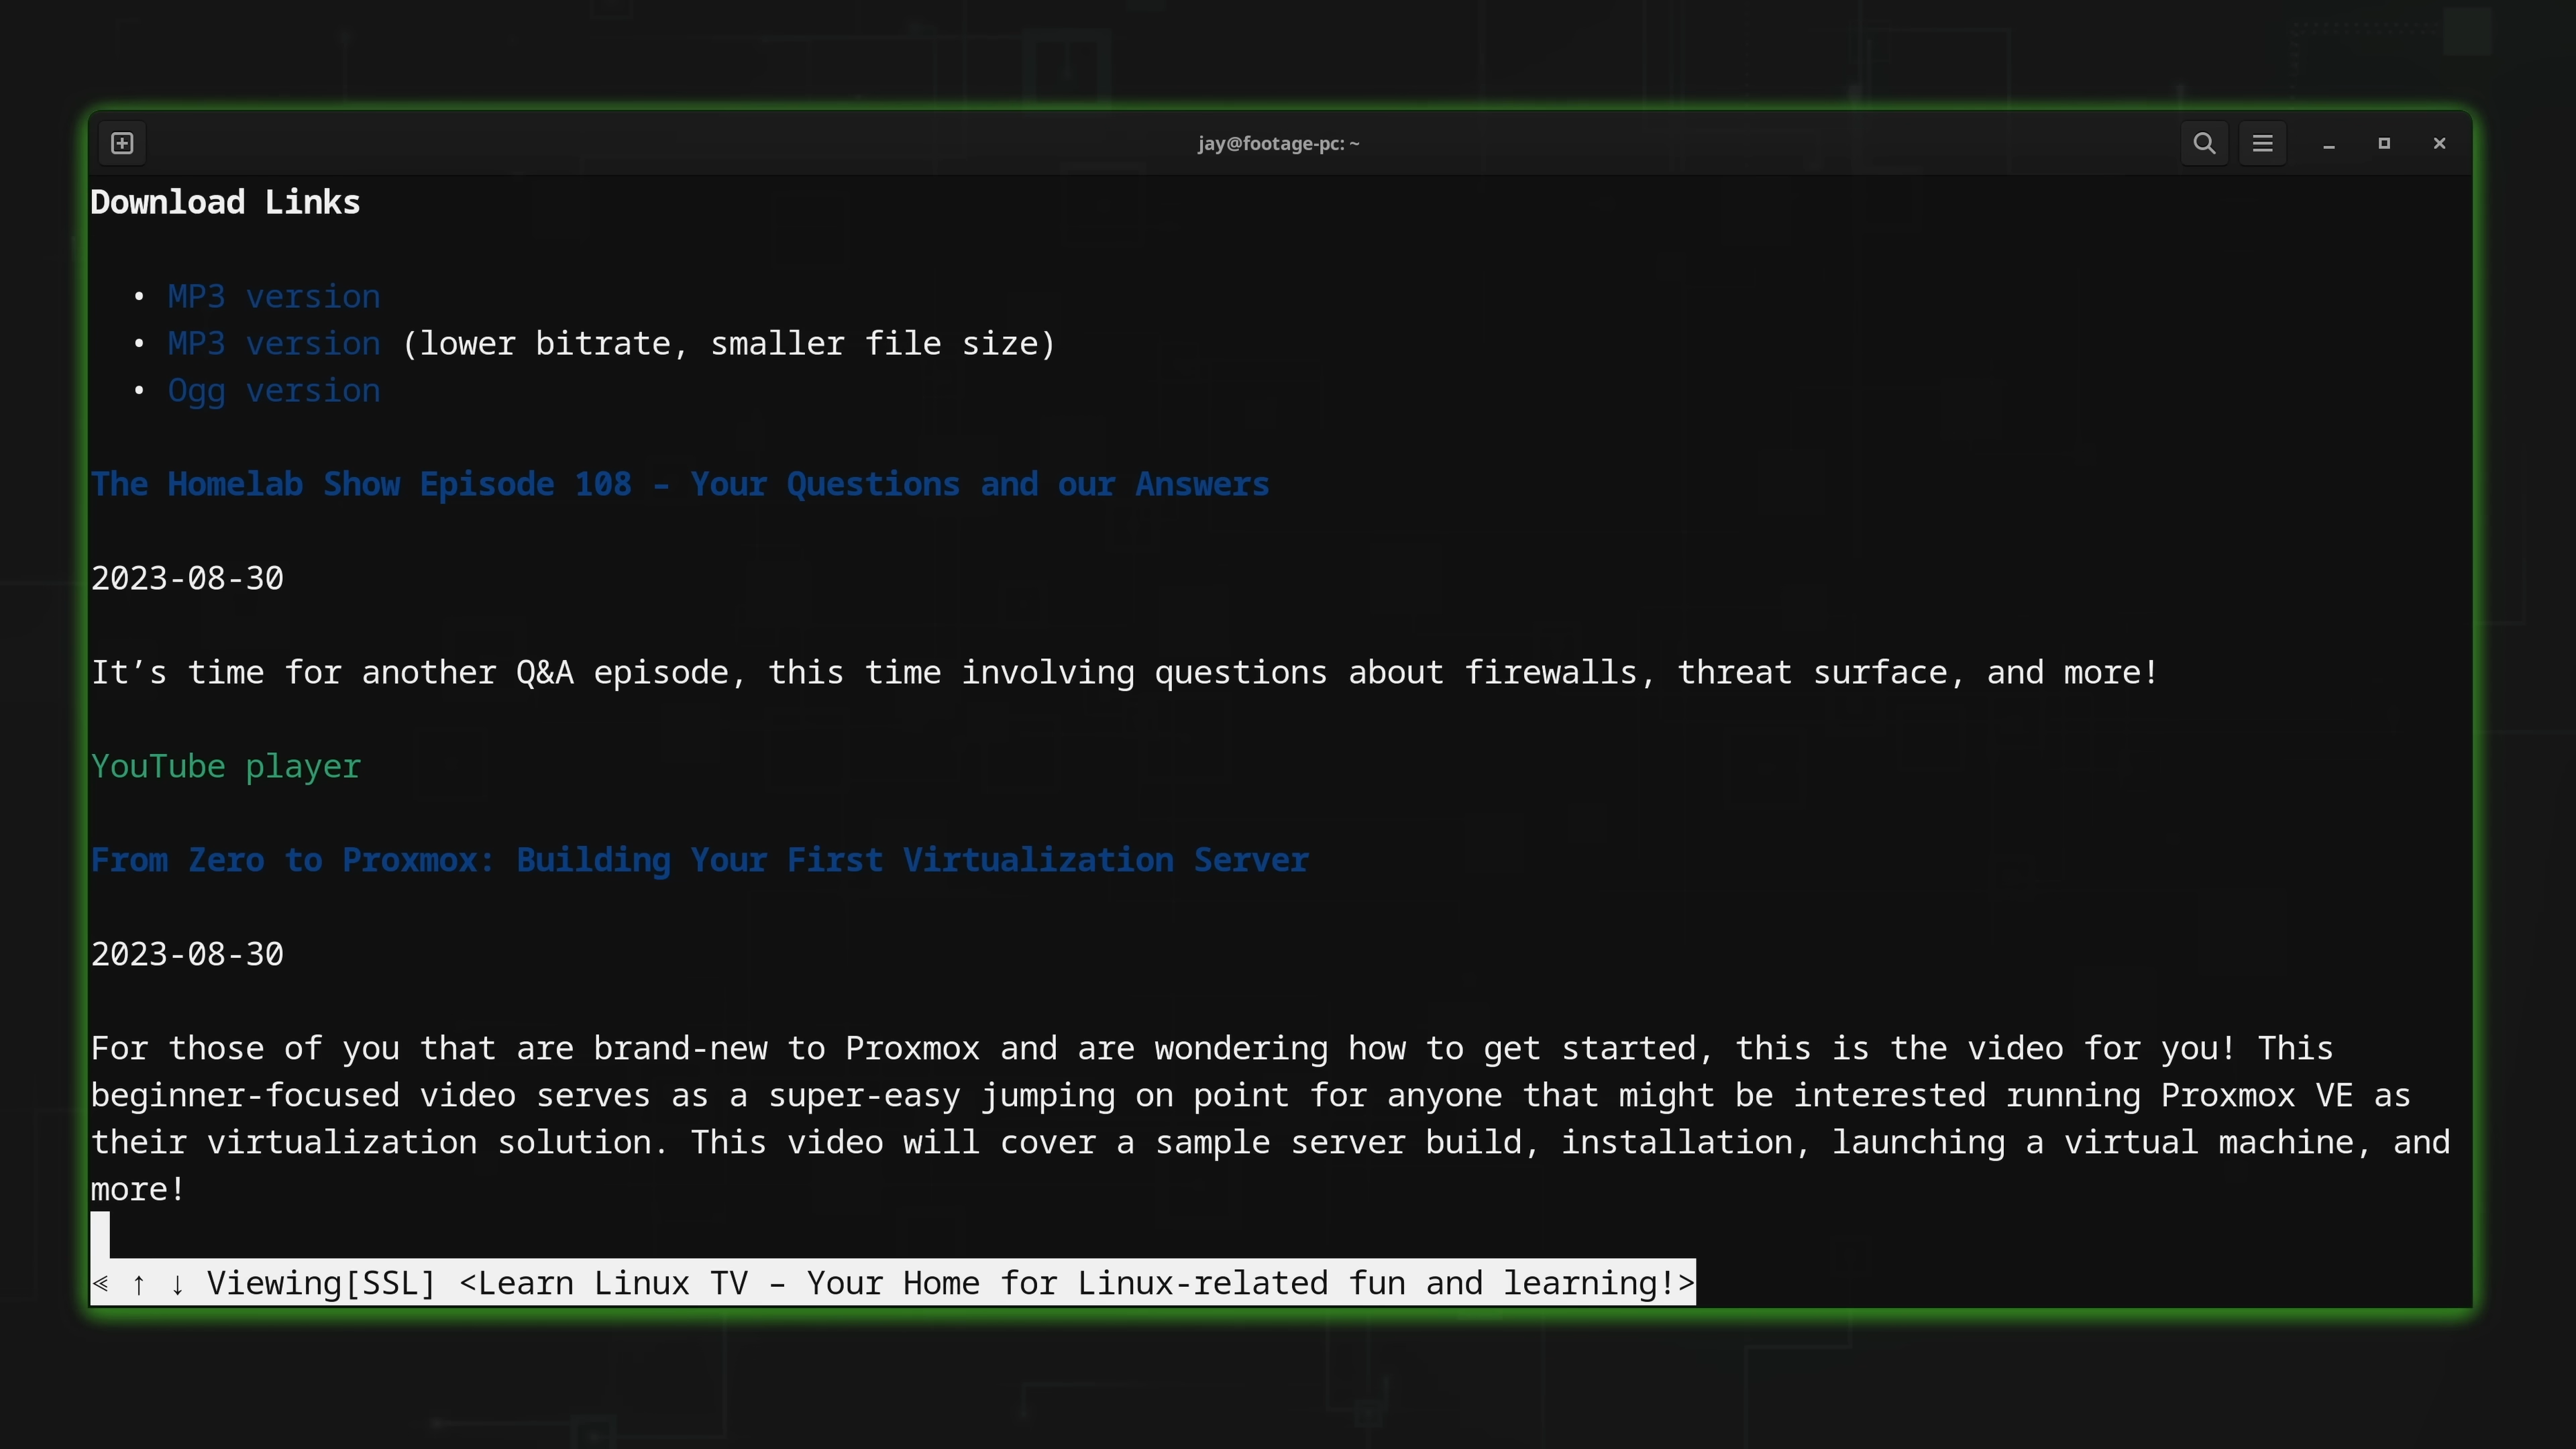 jay@footage-pc: ~
Download Links
• MP3 version
• MP3 version (lower bitrate, smaller file size)
• Ogg version
The Homelab Show Episode 108 – Your Questions and our Answers
2023-08-30
It’s time for another Q&A episode, this time involving questions about firewalls, threat surface, and more!
YouTube player
From Zero to Proxmox: Building Your First Virtualization Server
2023-08-30
For those of you that are brand-new to Proxmox and are wondering how to get started, this is the video for you! This
beginner-focused video serves as a super-easy jumping on point for anyone that might be interested running Proxmox VE as
their virtualization solution. This video will cover a sample server build, installation, launching a virtual machine, and
more!
⪡ ↑ ↓ Viewing[SSL] <Learn Linux TV – Your Home for Linux-related fun and learning!>